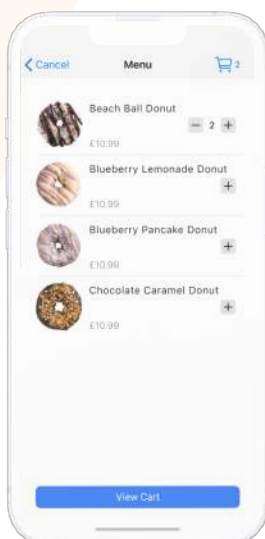 Cancel Menu 2
Beach Ball Donut
− 2 +
£10.99
Blueberry Lemonade Donut
+
£10.99
Blueberry Pancake Donut
+
£10.99
Chocolate Caramel Donut
+
£10.99
View Cart